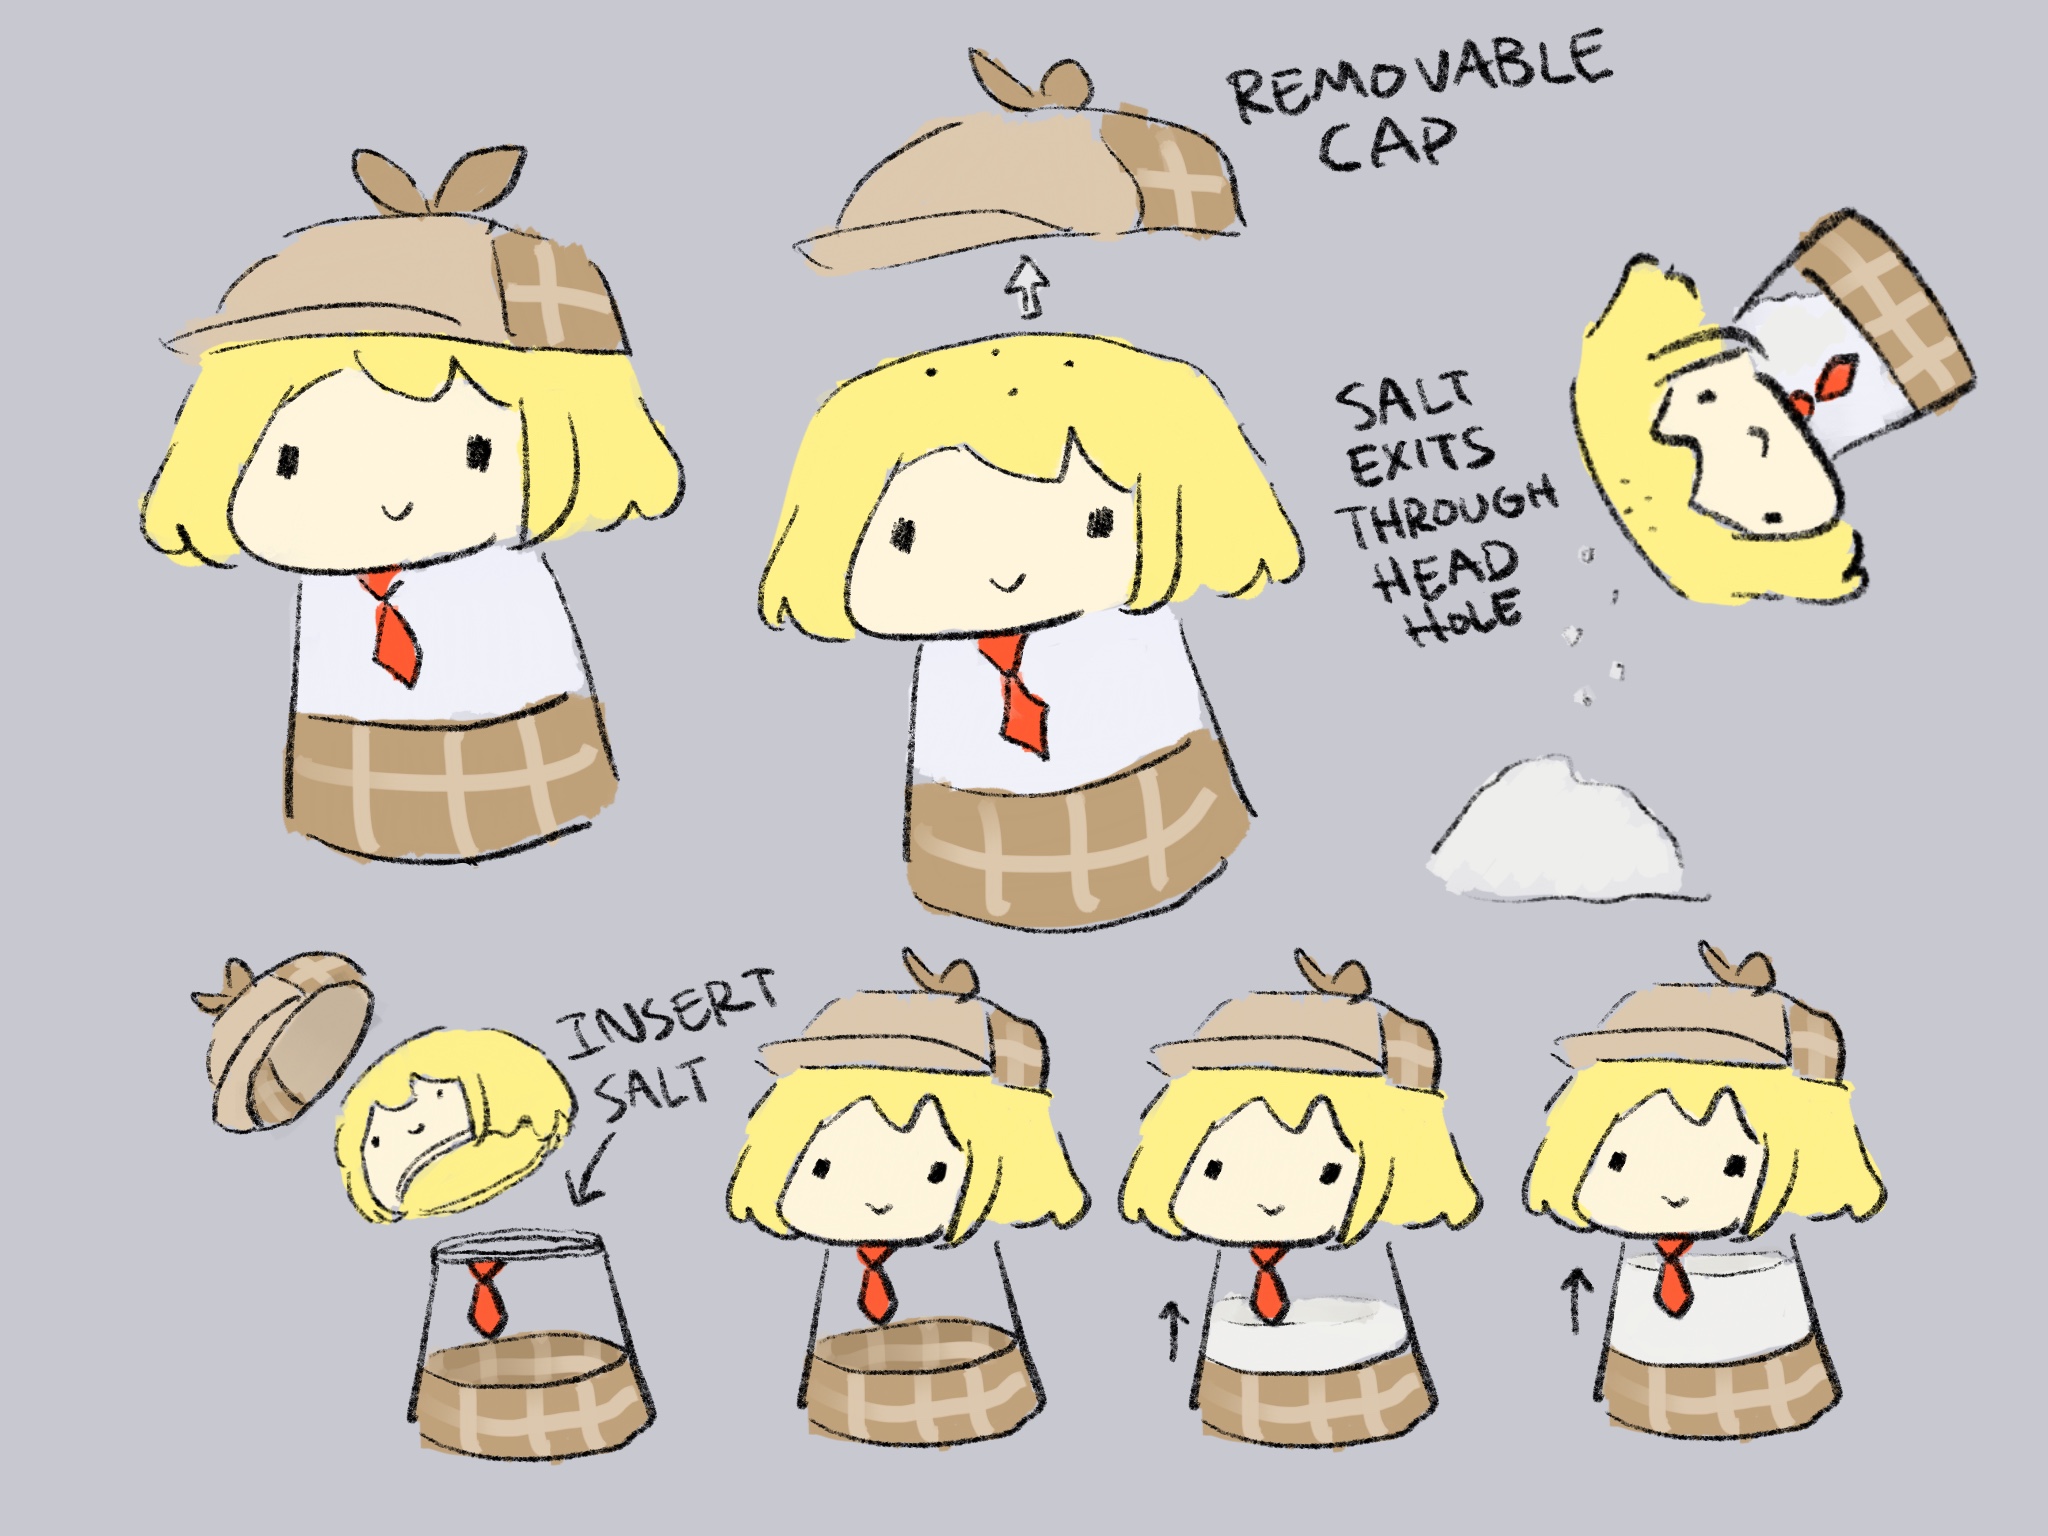 REMOVABLE
CAP
SALT
EXITS
THROUGH
HEAD
HOLE
INSERT
SALT